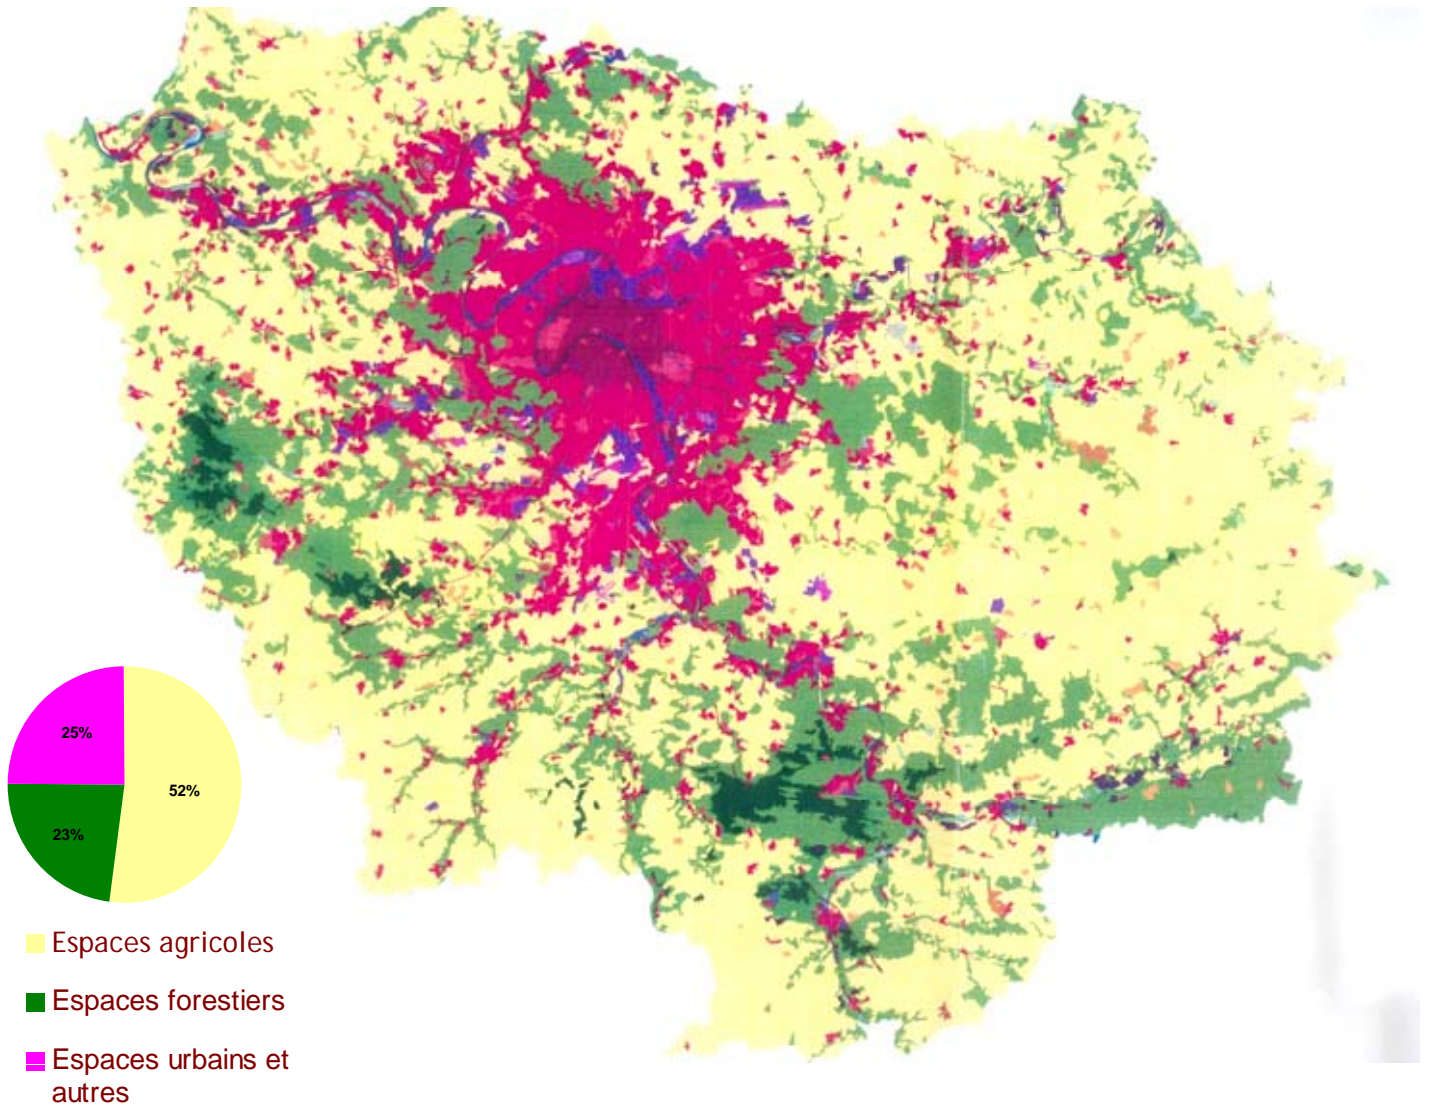 25%
52%
23%
Espaces agricoles
Espaces forestiers
Espaces urbains et
autres